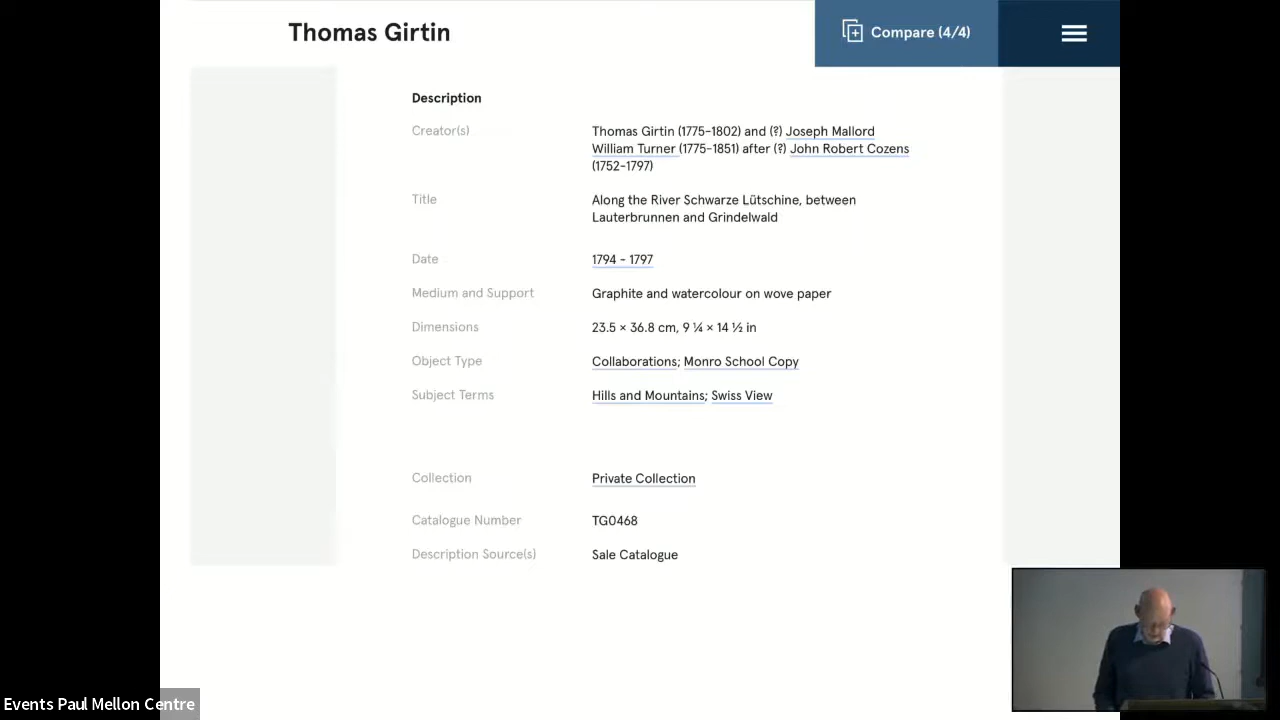 Thomas Girtin
Compare (4/4)
Description
Creator(s)
Thomas Girtin (1775-1802) and (?) Joseph Mallord
William Turner (1775-1851) after (?) John Robert Cozens
(1752-1797)
Title
Along the River Schwarze Lütschine, between
Lauterbrunnen and Grindelwald
Date
1794 - 1797
Medium and Support
Graphite and watercolour on wove paper
Dimensions
23.5 × 36.8 cm, 9 ¼ × 14 ½ in
Object Type
Collaborations; Monro School Copy
Subject Terms
Hills and Mountains; Swiss View
Collection
Private Collection
Catalogue Number
TG0468
Description Source(s)
Sale Catalogue
Events Paul Mellon Centre